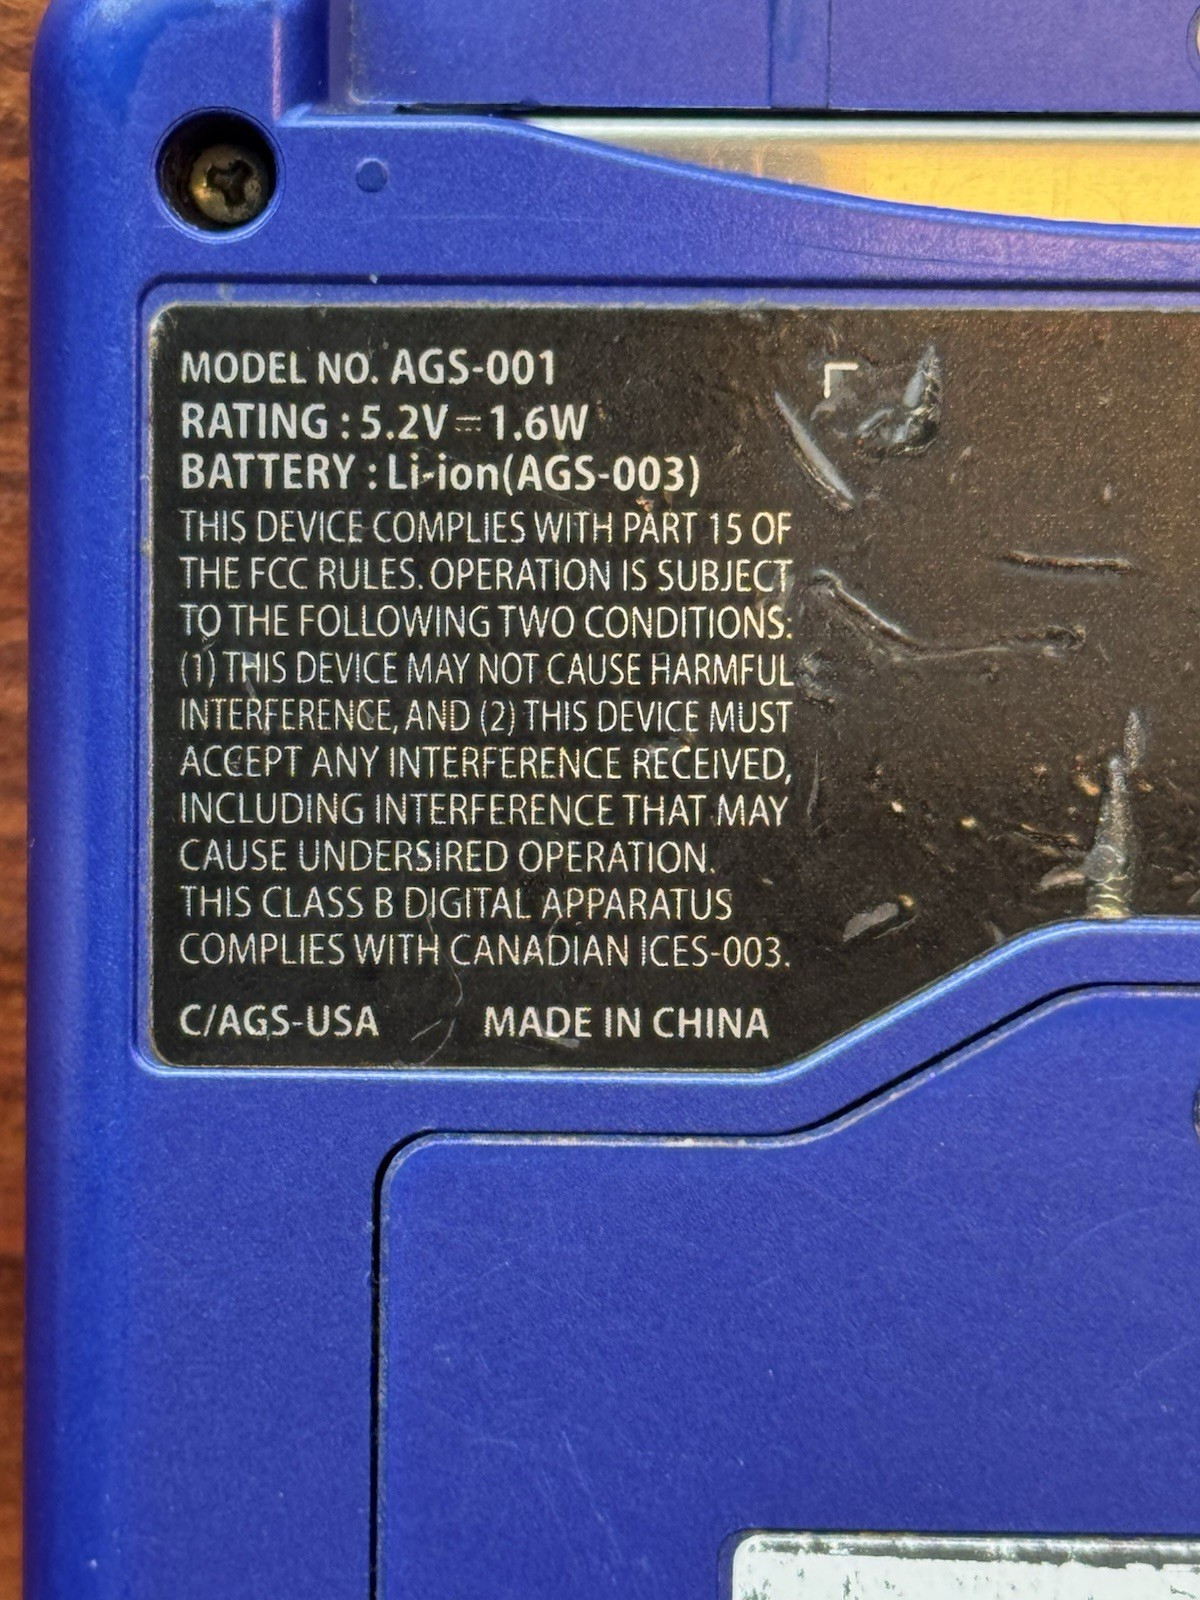 MODEL NO. AGS-001
RATING : 5.2V⎓1.6W
BATTERY : Li-ion(AGS-003)
THIS DEVICE COMPLIES WITH PART 15 OF
THE FCC RULES. OPERATION IS SUBJECT
TO THE FOLLOWING TWO CONDITIONS:
(1) THIS DEVICE MAY NOT CAUSE HARMFUL
INTERFERENCE, AND (2) THIS DEVICE MUST
ACCEPT ANY INTERFERENCE RECEIVED,
INCLUDING INTERFERENCE THAT MAY
CAUSE UNDERSIRED OPERATION.
THIS CLASS B DIGITAL APPARATUS
COMPLIES WITH CANADIAN ICES-003.
C/AGS-USA MADE IN CHINA